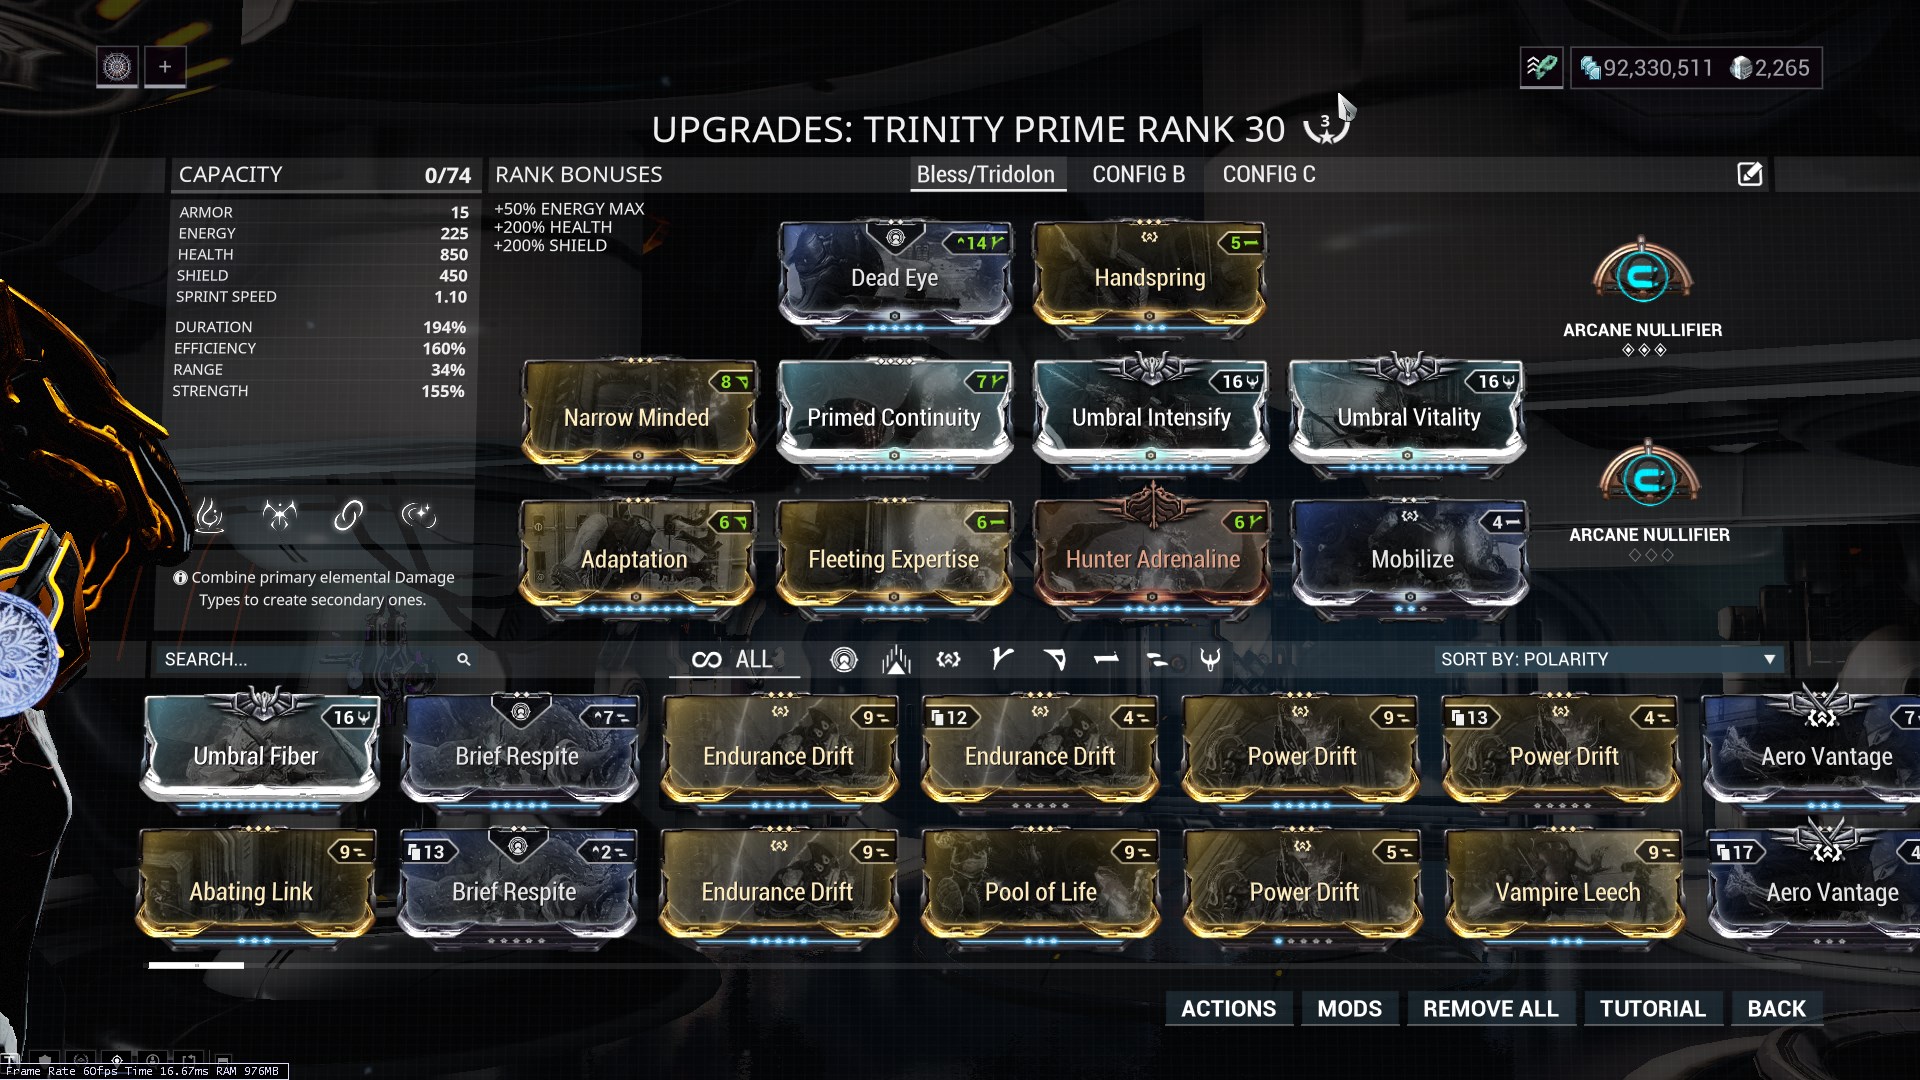 +
92,330,511 2,265
UPGRADES: TRINITY PRIME RANK 30 3
CAPACITY 0/74
RANK BONUSES
Bless/Tridolon CONFIG B CONFIG C
ARMOR 15
ENERGY 225
HEALTH 850
SHIELD 450
SPRINT SPEED 1.10
DURATION 194%
EFFICIENCY 160%
RANGE 34%
STRENGTH 155%
+50% ENERGY MAX
+200% HEALTH
+200% SHIELD
14 5
Dead Eye Handspring
ARCANE NULLIFIER
8 7 16 16
Narrow Minded Primed Continuity Umbral Intensify Umbral Vitality
6 6 6 4
Adaptation Fleeting Expertise Hunter Adrenaline Mobilize
ARCANE NULLIFIER
Combine primary elemental Damage
Types to create secondary ones.
SEARCH... ALL SORT BY: POLARITY
16 7 9 12 4 9 13 4 7
Umbral Fiber Brief Respite Endurance Drift Endurance Drift Power Drift Power Drift Aero Vantage
9 13 2 9 9 5 9 17 4
Abating Link Brief Respite Endurance Drift Pool of Life Power Drift Vampire Leech Aero Vantage
ACTIONS MODS REMOVE ALL TUTORIAL BACK
Frame Rate 60fps Time 16.67ms RAM 976MB